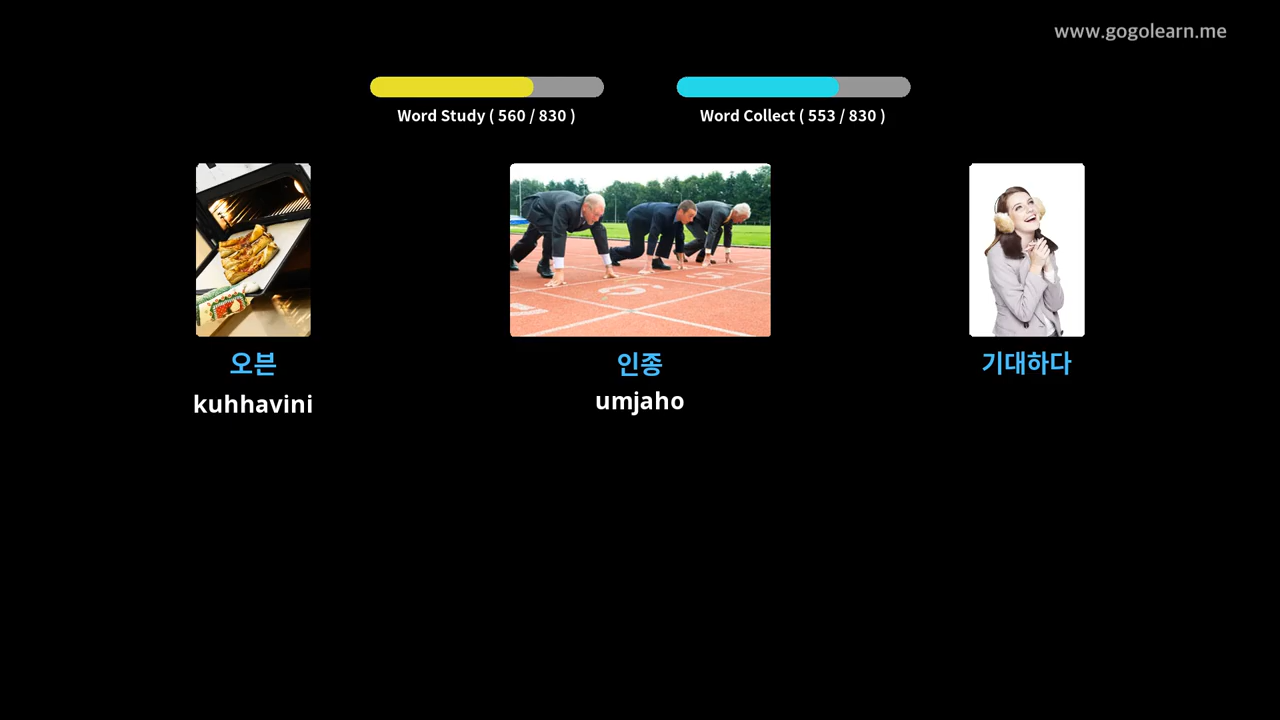 www.gogolearn.me
Word Study ( 560 / 830 )
Word Collect ( 553 / 830 )
오븐
kuhhavini
인종
umjaho
기대하다